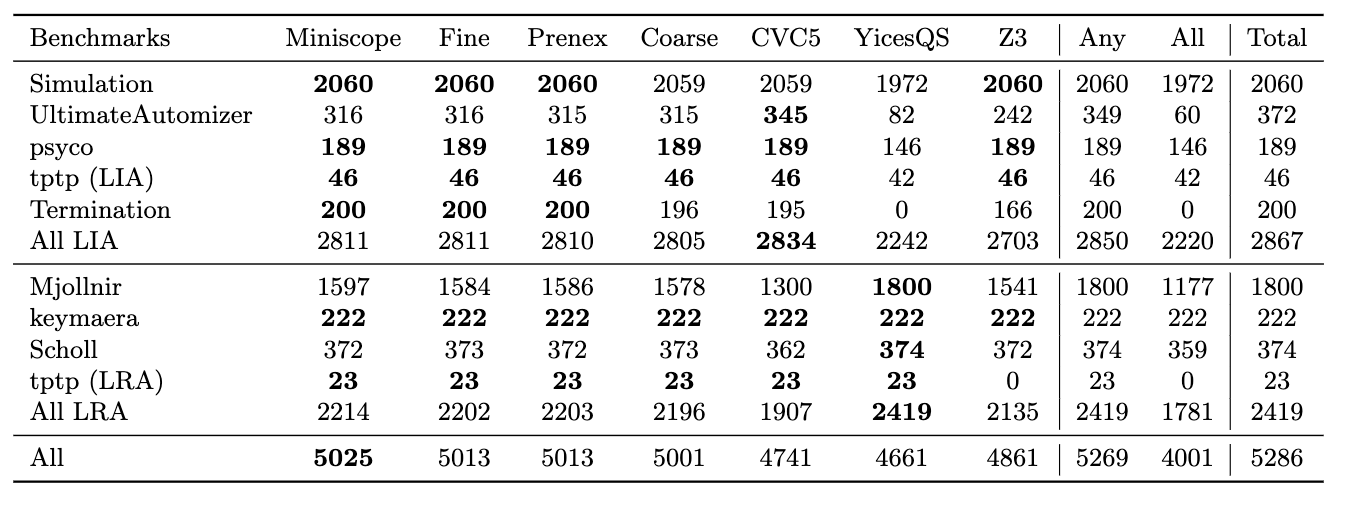 Benchmarks Miniscope Fine Prenex Coarse CVC5 YicesQS Z3 Any All Total
Simulation 2060 2060 2060 2059 2059 1972 2060 2060 1972 2060
UltimateAutomizer 316 316 315 315 345 82 242 349 60 372
psyco 189 189 189 189 189 146 189 189 146 189
tptp (LIA) 46 46 46 46 46 42 46 46 42 46
Termination 200 200 200 196 195 0 166 200 0 200
All LIA 2811 2811 2810 2805 2834 2242 2703 2850 2220 2867
Mjollnir 1597 1584 1586 1578 1300 1800 1541 1800 1177 1800
keymaera 222 222 222 222 222 222 222 222 222 222
Scholl 372 373 372 373 362 374 372 374 359 374
tptp (LRA) 23 23 23 23 23 23 0 23 0 23
All LRA 2214 2202 2203 2196 1907 2419 2135 2419 1781 2419
All 5025 5013 5013 5001 4741 4661 4861 5269 4001 5286